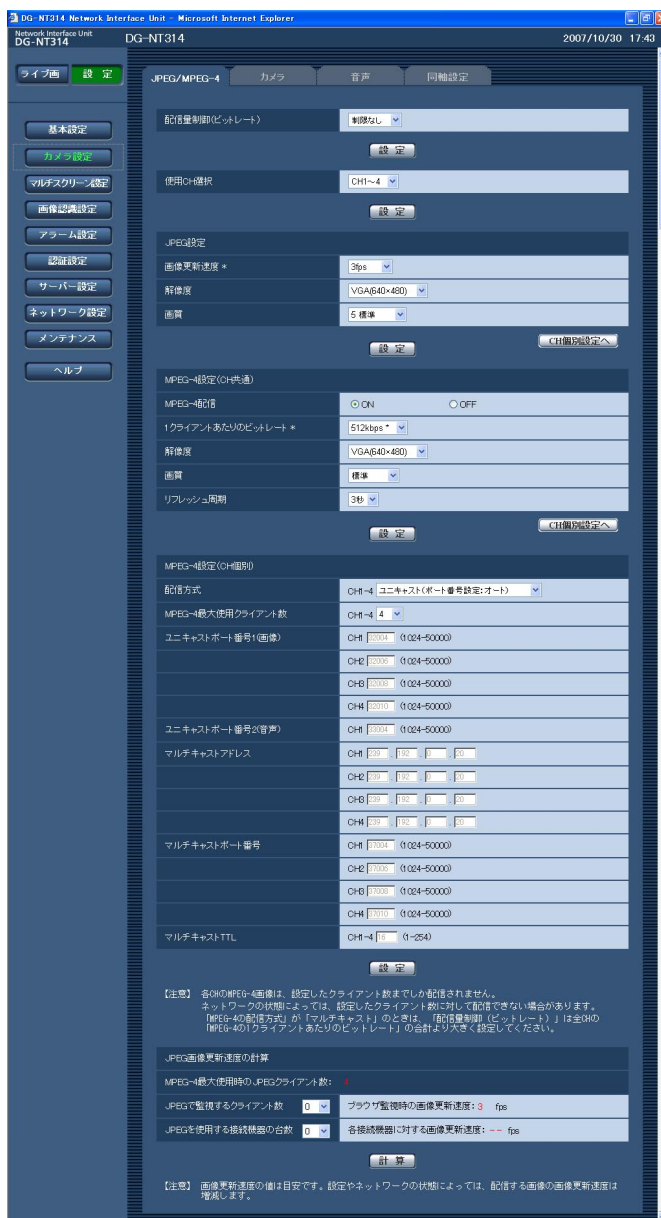 DG-NT314 Network Interface Unit - Microsoft Internet Explorer
Network Interface Unit
DG-NT314 DG-NT314 2007/10/30 17:43
ライブ画 設 定
JPEG/MPEG-4 カメラ 音声 同軸設定
基本設定
カメラ設定
マルチスクリーン設定
画像認識設定
アラーム設定
認証設定
サーバー設定
ネットワーク設定
メンテナンス
ヘルプ
配信量制御(ビットレート) 制限なし
設 定
使用CH選択 CH1～4
設 定
JPEG設定
画像更新速度 * 3fps
解像度 VGA(640×480)
画質 5 標準
設 定 CH個別設定へ
MPEG-4設定(CH共通)
MPEG-4配信 ON OFF
1クライアントあたりのビットレート * 512kbps *
解像度 VGA(640×480)
画質 標準
リフレッシュ周期 3秒
設 定 CH個別設定へ
MPEG-4設定(CH個別)
配信方式 CH1-4 ユニキャスト(ポート番号設定:オート)
MPEG-4最大使用クライアント数 CH1-4 4
ユニキャストポート番号1(画像) CH1 32004 (1024-50000)
CH2 32006 (1024-50000)
CH3 32008 (1024-50000)
CH4 32010 (1024-50000)
ユニキャストポート番号2(音声) CH1 33004 (1024-50000)
マルチキャストアドレス CH1 239 . 192 . 0 . 20
CH2 239 . 192 . 0 . 20
CH3 239 . 192 . 0 . 20
CH4 239 . 192 . 0 . 20
マルチキャストポート番号 CH1 37004 (1024-50000)
CH2 37006 (1024-50000)
CH3 37008 (1024-50000)
CH4 37010 (1024-50000)
マルチキャストTTL CH1-4 16 (1-254)
設 定
【注意】 各CHのMPEG-4画像は、設定したクライアント数までしか配信されません。
ネットワークの状態によっては、設定したクライアント数に対して配信できない場合があります。
「MPEG-4の配信方式」が「マルチキャスト」のときは、「配信量制御（ビットレート）」は全CHの
「MPEG-4の1クライアントあたりのビットレート」の合計より大きく設定してください。
JPEG画像更新速度の計算
MPEG-4最大使用時のJPEGクライアント数: 4
JPEGで監視するクライアント数 0 ブラウザ監視時の画像更新速度: 3 fps
JPEGを使用する接続機器の台数 0 各接続機器に対する画像更新速度: -- fps
計 算
【注意】 画像更新速度の値は目安です。設定やネットワークの状態によっては、配信する画像の画像更新速度は
増減します。